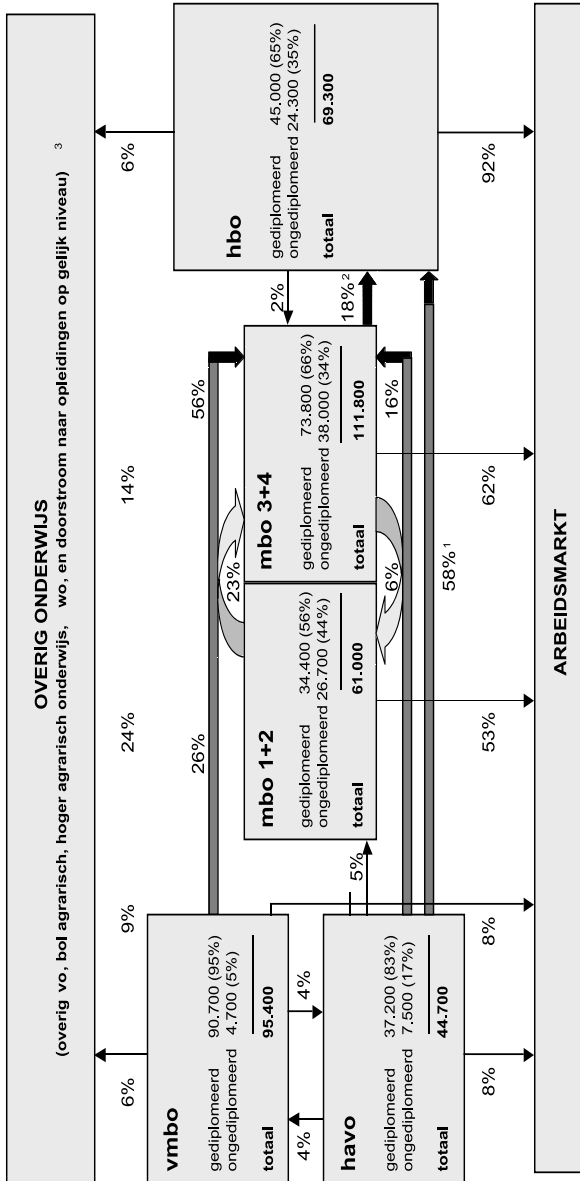 OVERIG ONDERWIJS
(overig vo, bol agrarisch, hoger agrarisch onderwijs, wo, en doorstroom naar opleidingen op gelijk niveau) 3
6%
9%
24%
14%
6%
26%
56%
vmbo
gediplomeerd 90.700 (95%)
ongediplomeerd 4.700 (5%)
totaal 95.400
4%
4%
havo
gediplomeerd 37.200 (83%)
ongediplomeerd 7.500 (17%)
totaal 44.700
5%
23%
mbo 1+2
gediplomeerd 34.400 (56%)
ongediplomeerd 26.700 (44%)
totaal 61.000
mbo 3+4
gediplomeerd 73.800 (66%)
ongediplomeerd 38.000 (34%)
totaal 111.800
6%
16%
2%
18% 2
hbo
gediplomeerd 45.000 (65%)
ongediplomeerd 24.300 (35%)
totaal 69.300
8%
8%
53%
58% 1
62%
92%
ARBEIDSMARKT